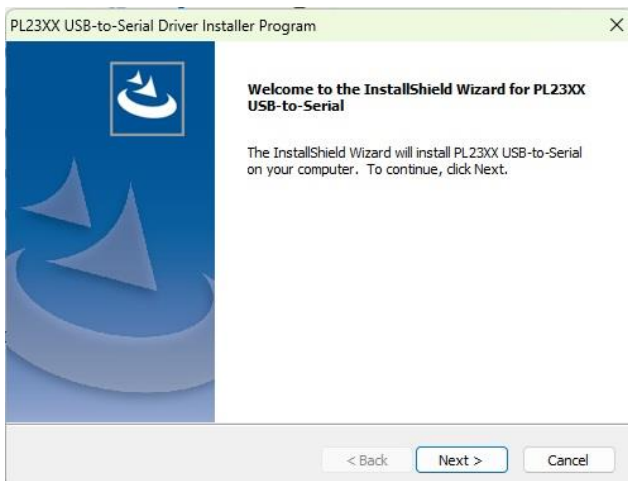 PL23XX USB-to-Serial Driver Installer Program
Welcome to the InstallShield Wizard for PL23XX
USB-to-Serial
The InstallShield Wizard will install PL23XX USB-to-Serial
on your computer. To continue, click Next.
< Back Next > Cancel